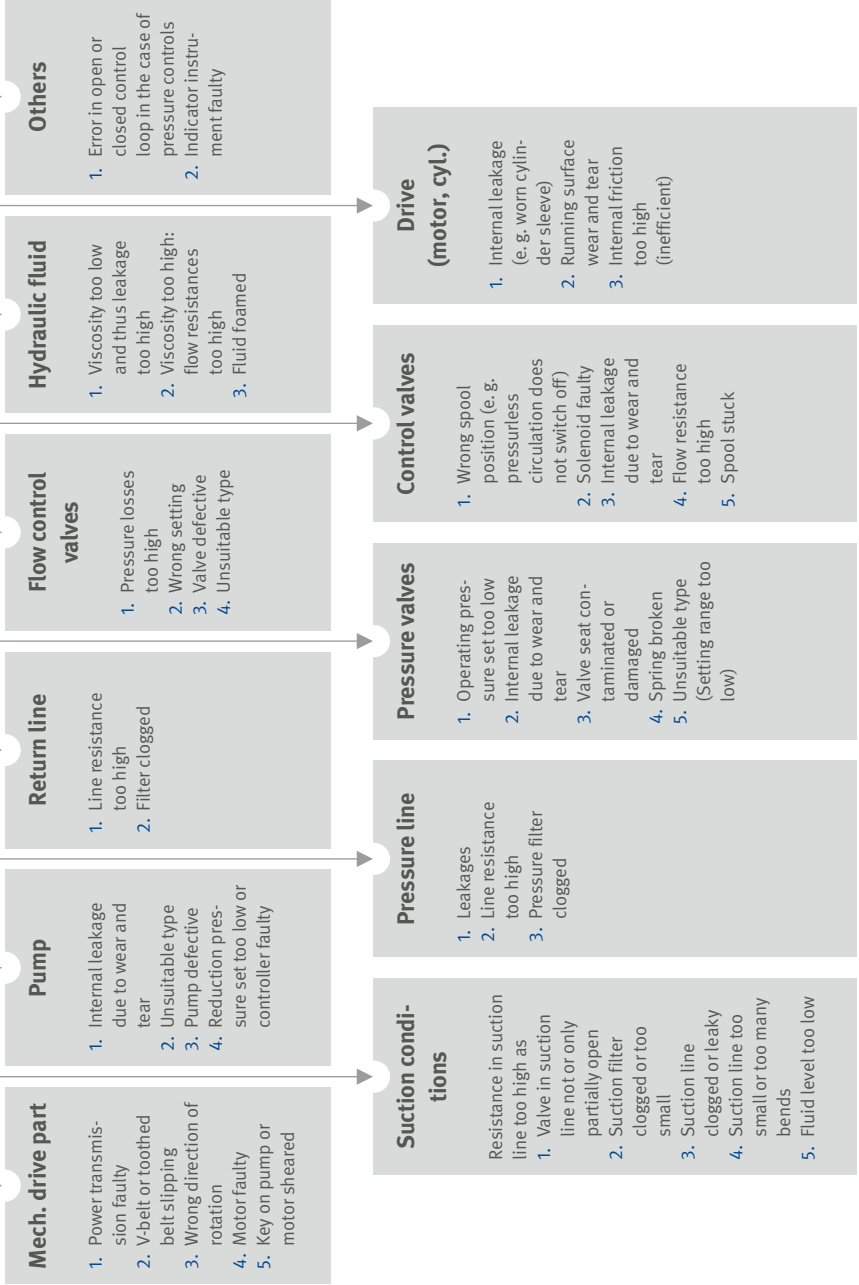 Mech. drive part
1. Power transmis-
sion faulty
2. V-belt or toothed
belt slipping
3. Wrong direction of
rotation
4. Motor faulty
5. Key on pump or
motor sheared
Pump
1. Internal leakage
due to wear and
tear
2. Unsuitable type
3. Pump defective
4. Reduction pres-
sure set too low or
controller faulty
Return line
1. Line resistance
too high
2. Filter clogged
Flow control
valves
1. Pressure losses
too high
2. Wrong setting
3. Valve defective
4. Unsuitable type
Hydraulic fluid
1. Viscosity too low
and thus leakage
too high
2. Viscosity too high:
flow resistances
too high
3. Fluid foamed
Others
1. Error in open or
closed control
loop in the case of
pressure controls
2. Indicator instru-
ment faulty
Suction condi-
tions
Resistance in suction
line too high as
1. Valve in suction
line not or only
partially open
2. Suction filter
clogged or too
small
3. Suction line
clogged or leaky
4. Suction line too
small or too many
bends
5. Fluid level too low
Pressure line
1. Leakages
2. Line resistance
too high
3. Pressure filter
clogged
Pressure valves
1. Operating pres-
sure set too low
2. Internal leakage
due to wear and
tear
3. Valve seat con-
taminated or
damaged
4. Spring broken
5. Unsuitable type
(Setting range too
low)
Control valves
1. Wrong spool
position (e. g.
pressurless
circulation does
not switch off)
2. Solenoid faulty
3. Internal leakage
due to wear and
tear
4. Flow resistance
too high
5. Spool stuck
Drive
(motor, cyl.)
1. Internal leakage
(e. g. worn cylin-
der sleeve)
2. Running surface
wear and tear
3. Internal friction
too high
(inefficient)